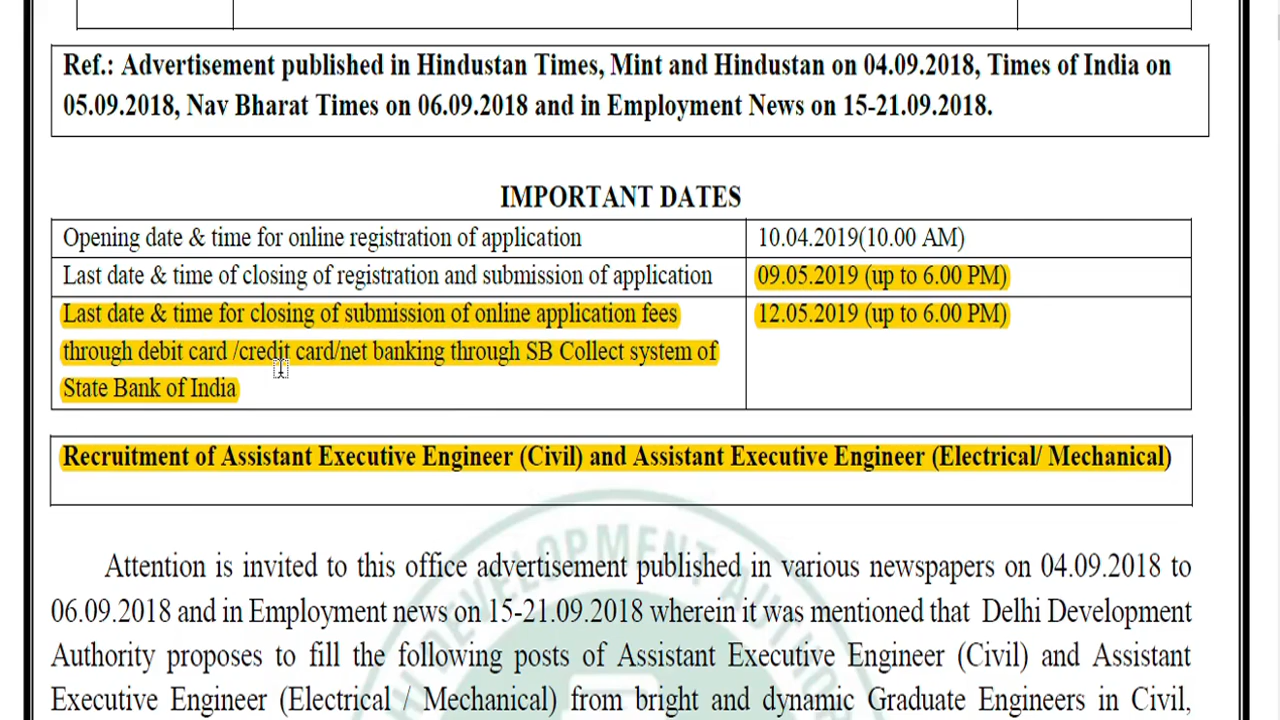 Ref.: Advertisement published in Hindustan Times, Mint and Hindustan on 04.09.2018, Times of India on
05.09.2018, Nav Bharat Times on 06.09.2018 and in Employment News on 15-21.09.2018.
IMPORTANT DATES
Opening date & time for online registration of application 10.04.2019(10.00 AM)
Last date & time of closing of registration and submission of application 09.05.2019 (up to 6.00 PM)
Last date & time for closing of submission of online application fees 12.05.2019 (up to 6.00 PM)
through debit card /credit card/net banking through SB Collect system of
State Bank of India
Recruitment of Assistant Executive Engineer (Civil) and Assistant Executive Engineer (Electrical/ Mechanical)
Attention is invited to this office advertisement published in various newspapers on 04.09.2018 to
06.09.2018 and in Employment news on 15-21.09.2018 wherein it was mentioned that Delhi Development
Authority proposes to fill the following posts of Assistant Executive Engineer (Civil) and Assistant
Executive Engineer (Electrical / Mechanical) from bright and dynamic Graduate Engineers in Civil,
DEVELOPMENT